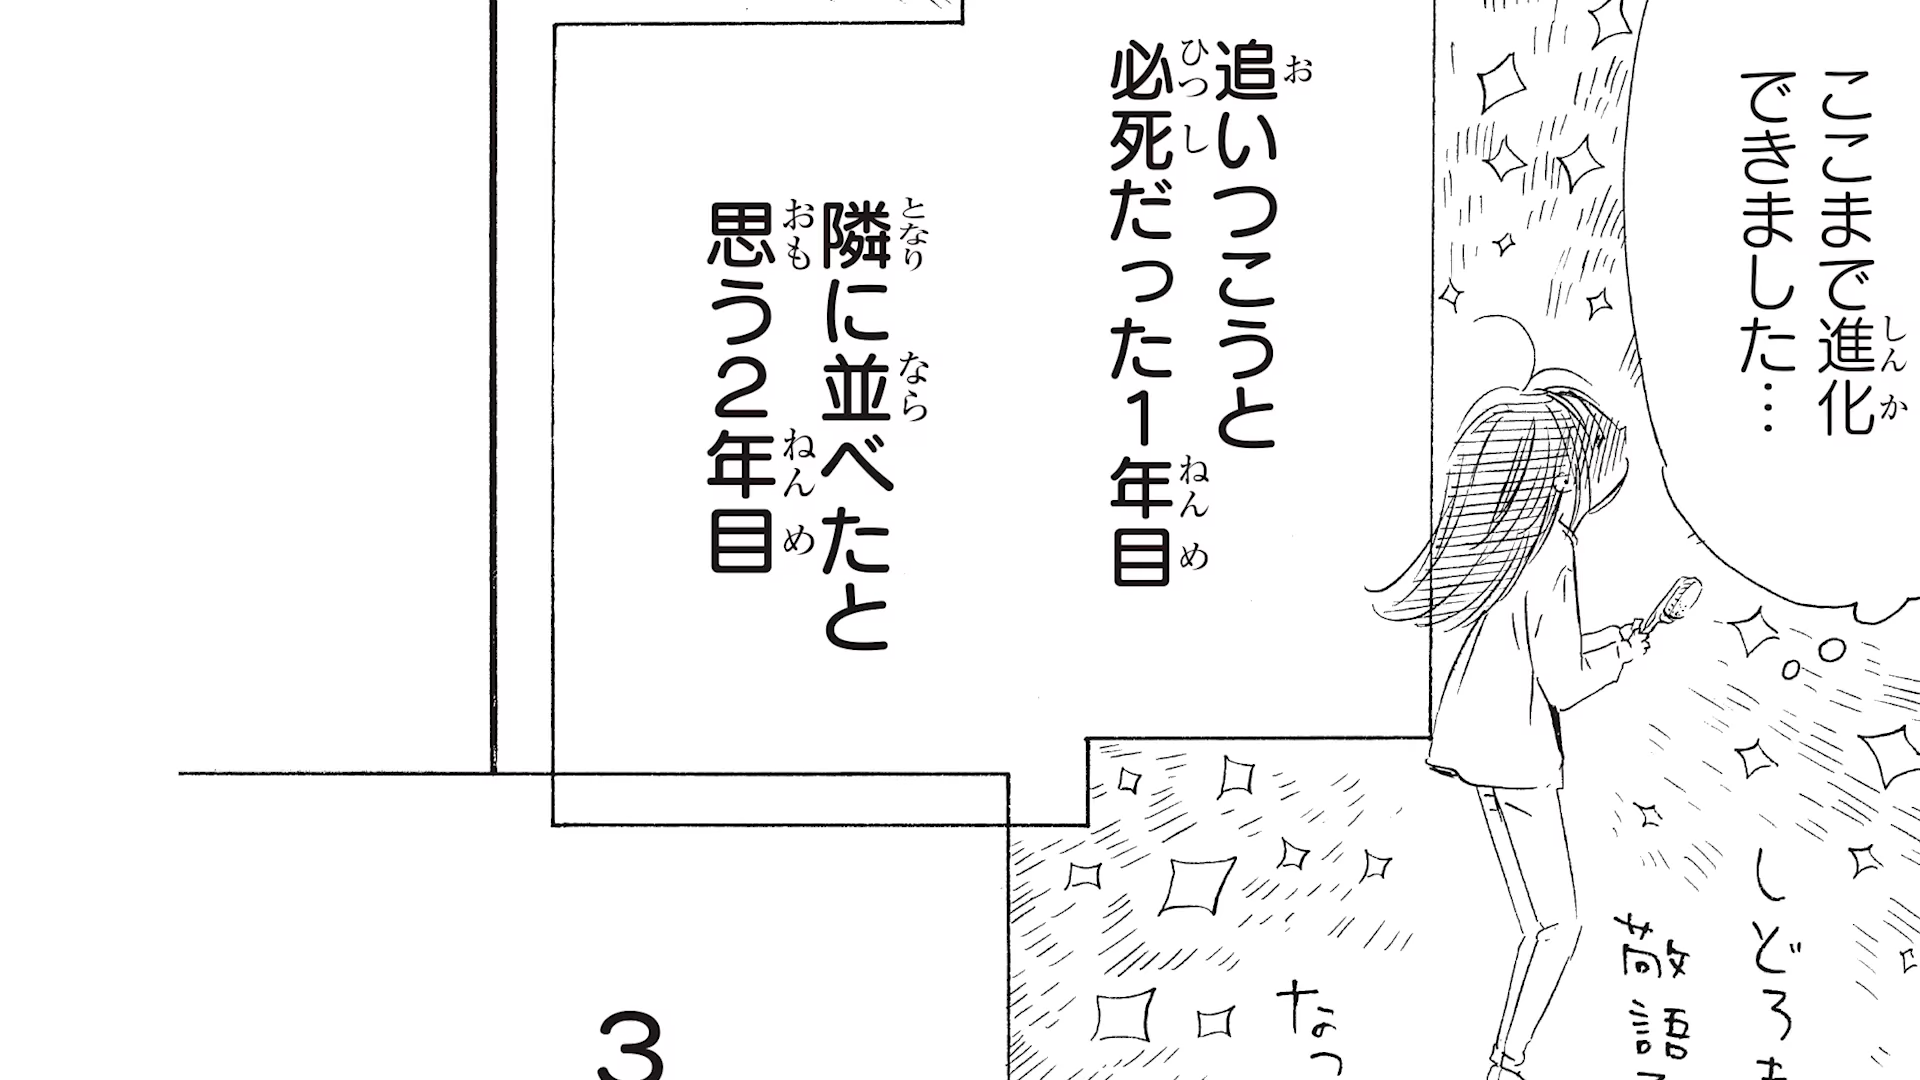 ここまで進化
できました…
しどろも
敬語
なっ
追いつこうと
必死だった1年目
隣に並べたと
思う2年目
3